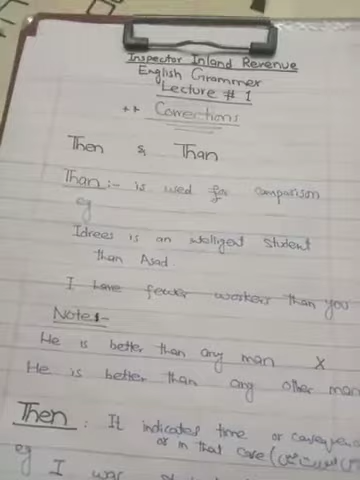 Inspector Inland Revenue
English Grammer
Lecture # 1
++ Corrections
Then & Than
Than :- is used for comparison
eg
Idrees is an intelligent student
than Asad.
I have fewer workers than you
Note:-
He is better than any man X
He is better than any other man
Then : It indicates time or
or in that case (
eg I was